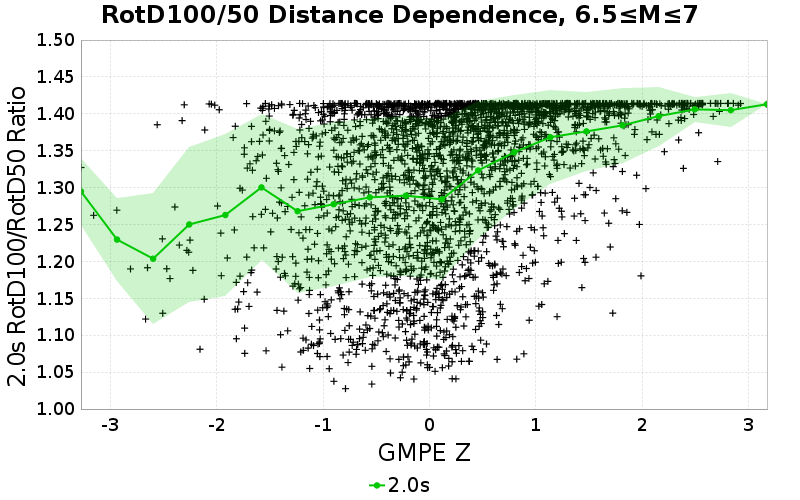 RotD100/50 Distance Dependence, 6.5≤M≤7
2.0s RotD100/RotD50 Ratio
1.50
1.45
1.40
1.35
1.30
1.25
1.20
1.15
1.10
1.05
1.00
-3 -2 -1 0 1 2 3
GMPE Z
2.0s